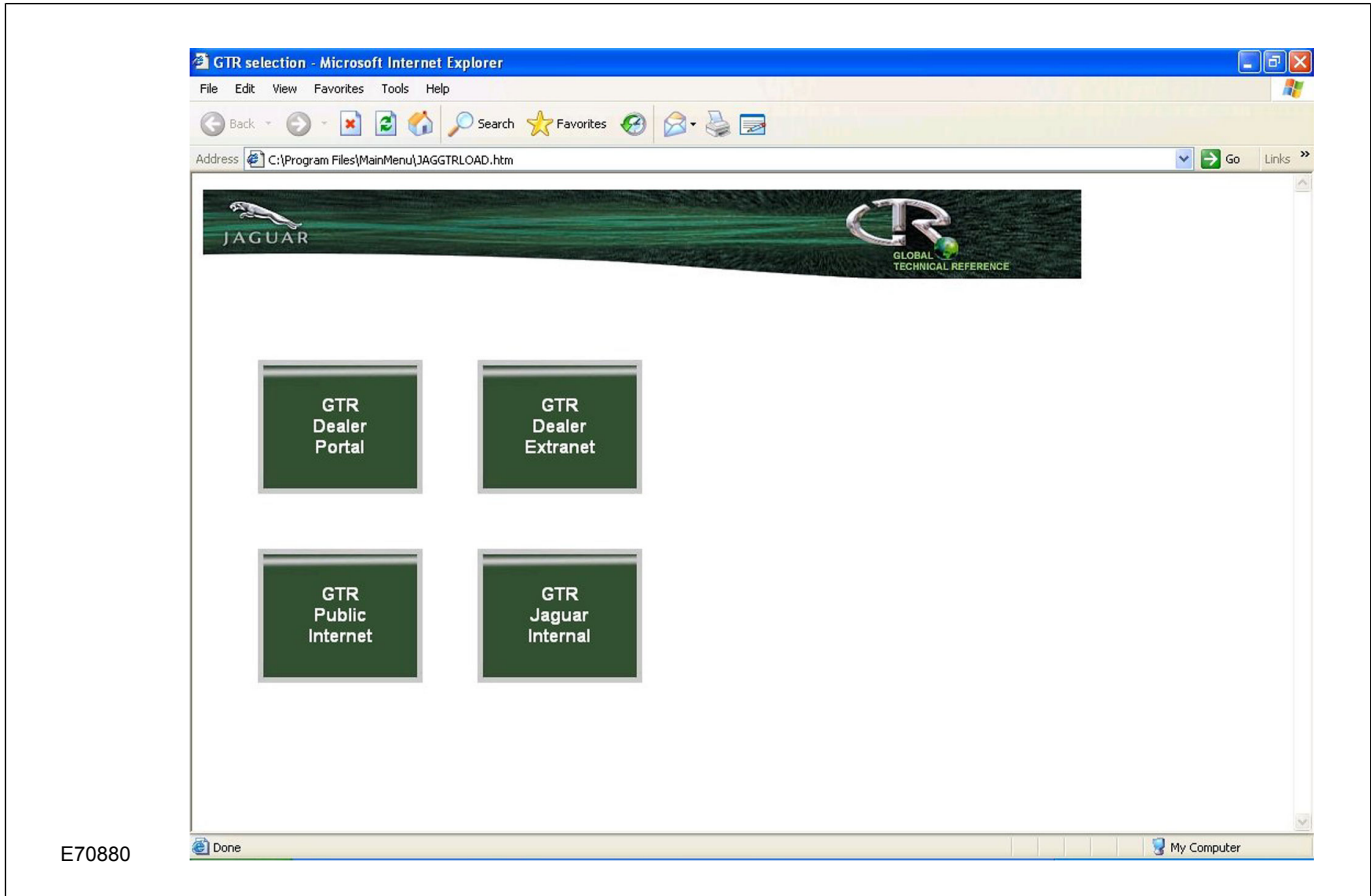 GTR selection - Microsoft Internet Explorer
File Edit View Favorites Tools Help
Back Search Favorites
Address C:\Program Files\MainMenu\JAGGTRLOAD.htm Go Links »
JAGUAR
GTR
GLOBAL
TECHNICAL REFERENCE
GTR
Dealer
Portal
GTR
Dealer
Extranet
GTR
Public
Internet
GTR
Jaguar
Internal
Done My Computer
E70880